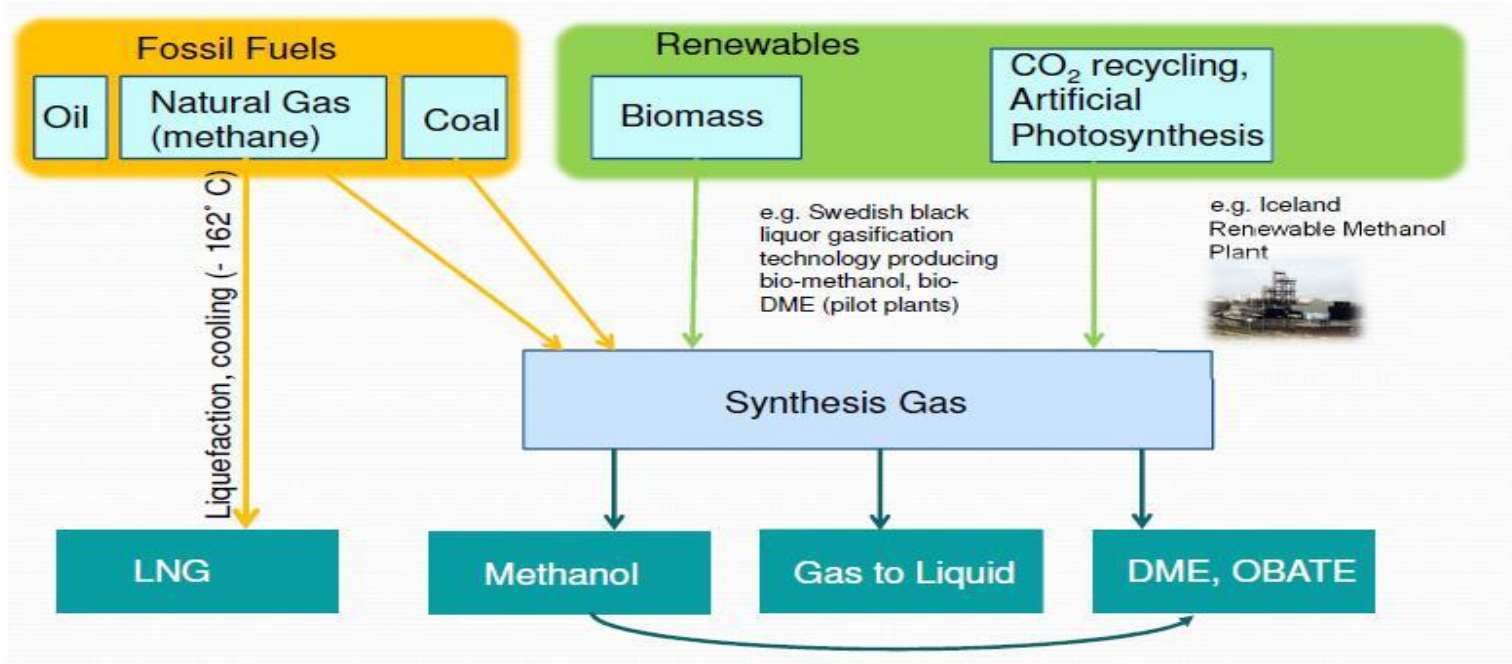 Fossil Fuels
Oil
Natural Gas
(methane)
Coal
Renewables
Biomass
CO₂ recycling,
Artificial
Photosynthesis
Liquefaction, cooling (- 162˚ C)
e.g. Swedish black
liquor gasification
technology producing
bio-methanol, bio-
DME (pilot plants)
e.g. Iceland
Renewable Methanol
Plant
Synthesis Gas
LNG
Methanol
Gas to Liquid
DME, OBATE